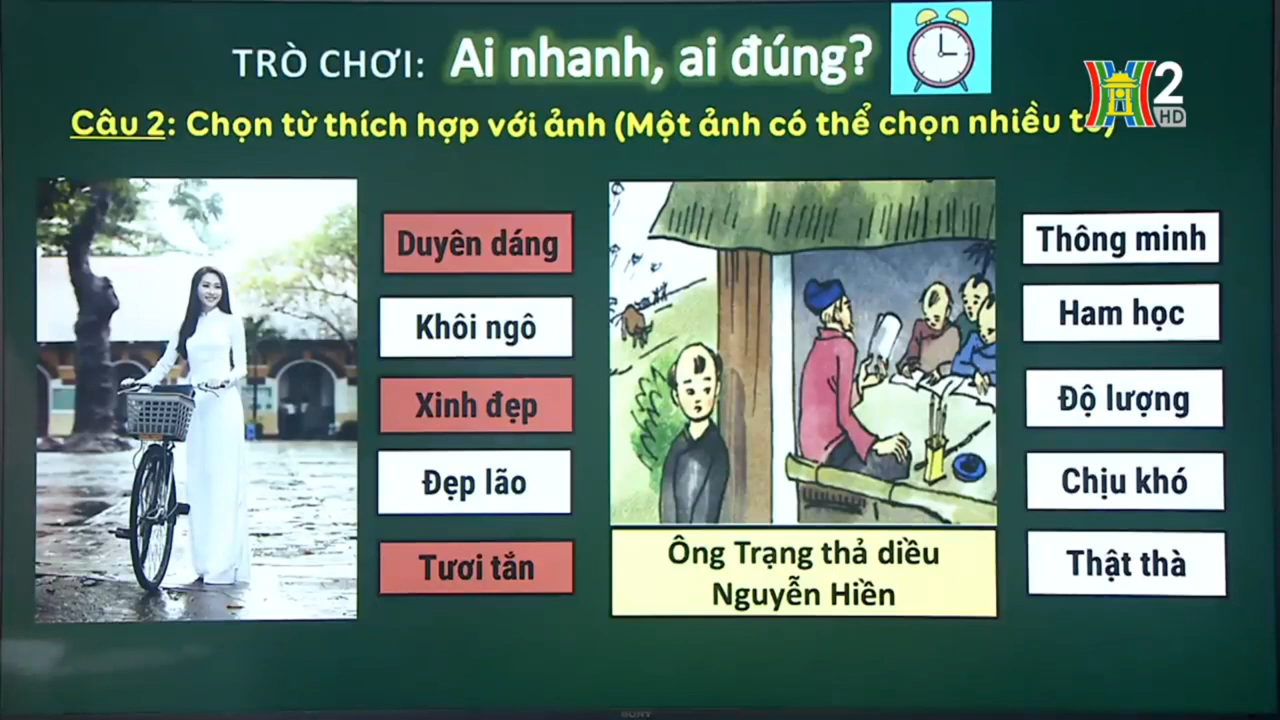 TRÒ CHƠI: Ai nhanh, ai đúng?
2
HD
Câu 2: Chọn từ thích hợp với ảnh (Một ảnh có thể chọn nhiều
Duyên dáng
Khôi ngô
Xinh đẹp
Đẹp lão
Tươi tắn
Ông Trạng thả diều
Nguyễn Hiền
Thông minh
Ham học
Độ lượng
Chịu khó
Thật thà
SONY